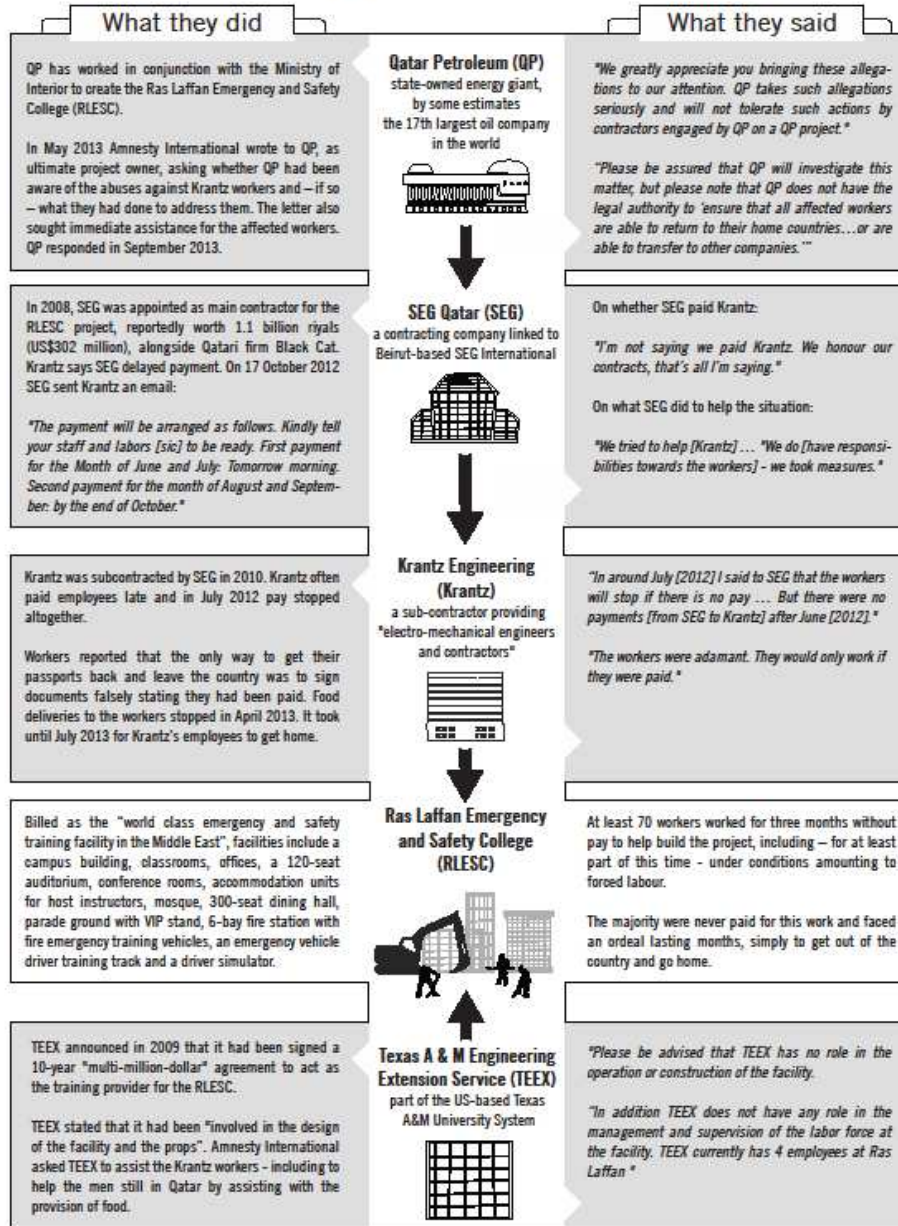 What they did
What they said
QP has worked in conjunction with the Ministry of
Interior to create the Ras Laffan Emergency and Safety
College (RLESC).
In May 2013 Amnesty International wrote to QP, as
ultimate project owner, asking whether QP had been
aware of the abuses against Krantz workers and – if so
– what they had done to address them. The letter also
sought immediate assistance for the affected workers.
QP responded in September 2013.
Qatar Petroleum (QP)
state-owned energy giant,
by some estimates
the 17th largest oil company
in the world
"We greatly appreciate you bringing these allega-
tions to our attention. QP takes such allegations
seriously and will not tolerate such actions by
contractors engaged by QP on a QP project."
"Please be assured that QP will investigate this
matter, but please note that QP does not have the
legal authority to 'ensure that all affected workers
are able to return to their home countries…or are
able to transfer to other companies.'"
In 2008, SEG was appointed as main contractor for the
RLESC project, reportedly worth 1.1 billion riyals
(US$302 million), alongside Qatari firm Black Cat.
Krantz says SEG delayed payment. On 17 October 2012
SEG sent Krantz an email:
"The payment will be arranged as follows. Kindly tell
your staff and labors [sic] to be ready. First payment
for the Month of June and July: Tomorrow morning.
Second payment for the month of August and Septem-
ber: by the end of October."
SEG Qatar (SEG)
a contracting company linked to
Beirut-based SEG International
On whether SEG paid Krantz:
"I'm not saying we paid Krantz. We honour our
contracts, that's all I'm saying."
On what SEG did to help the situation:
"We tried to help [Krantz] … "We do [have responsi-
bilities towards the workers] - we took measures."
Krantz was subcontracted by SEG in 2010. Krantz often
paid employees late and in July 2012 pay stopped
altogether.
Workers reported that the only way to get their
passports back and leave the country was to sign
documents falsely stating they had been paid. Food
deliveries to the workers stopped in April 2013. It took
until July 2013 for Krantz's employees to get home.
Krantz Engineering
(Krantz)
a sub-contractor providing
"electro-mechanical engineers
and contractors"
"In around July [2012] I said to SEG that the workers
will stop if there is no pay … But there were no
payments [from SEG to Krantz] after June [2012]."
"The workers were adamant. They would only work if
they were paid."
Billed as the "world class emergency and safety
training facility in the Middle East", facilities include a
campus building, classrooms, offices, a 120-seat
auditorium, conference rooms, accommodation units
for host instructors, mosque, 300-seat dining hall,
parade ground with VIP stand, 6-bay fire station with
fire emergency training vehicles, an emergency vehicle
driver training track and a driver simulator.
Ras Laffan Emergency
and Safety College
(RLESC)
At least 70 workers worked for three months without
pay to help build the project, including – for at least
part of this time - under conditions amounting to
forced labour.
The majority were never paid for this work and faced
an ordeal lasting months, simply to get out of the
country and go home.
TEEX announced in 2009 that it had been signed a
10-year "multi-million-dollar" agreement to act as
the training provider for the RLESC.
TEEX stated that it had been "involved in the design
of the facility and the props". Amnesty International
asked TEEX to assist the Krantz workers - including to
help the men still in Qatar by assisting with the
provision of food.
Texas A & M Engineering
Extension Service (TEEX)
part of the US-based Texas
A&M University System
"Please be advised that TEEX has no role in the
operation or construction of the facility.
"In addition TEEX does not have any role in the
management and supervision of the labor force at
the facility. TEEX currently has 4 employees at Ras
Laffan "